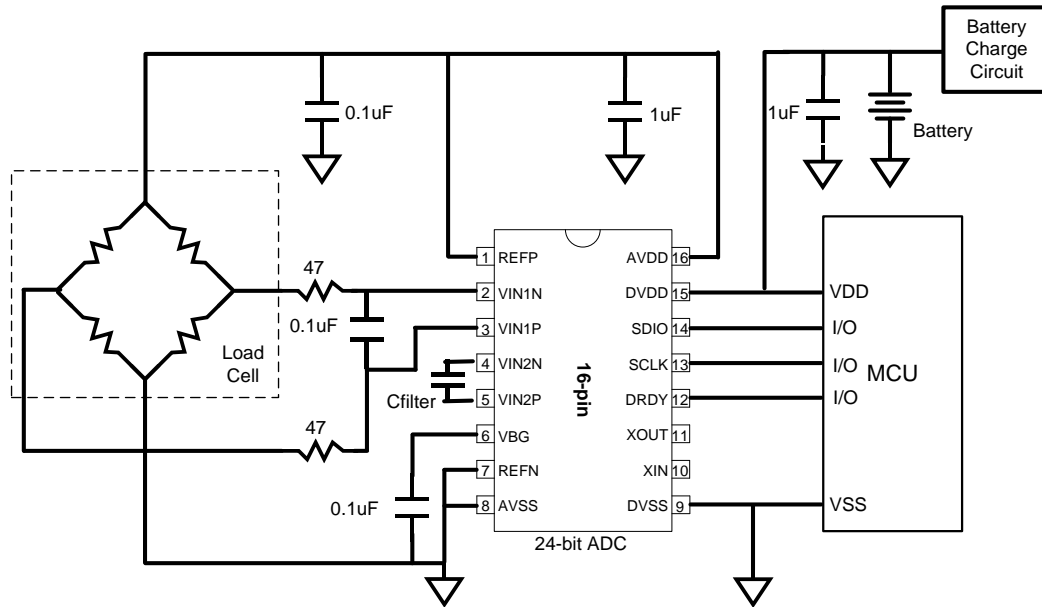 Battery
Charge
Circuit
0.1uF
1uF
1uF
Battery
Load
Cell
47
0.1uF
47
Cfilter
0.1uF
1 REFP
2 VIN1N
3 VIN1P
4 VIN2N
5 VIN2P
6 VBG
7 REFN
8 AVSS
16-pin
AVDD 16
DVDD 15
SDIO 14
SCLK 13
DRDY 12
XOUT 11
XIN 10
DVSS 9
24-bit ADC
VDD
I/O
I/O
I/O
MCU
VSS